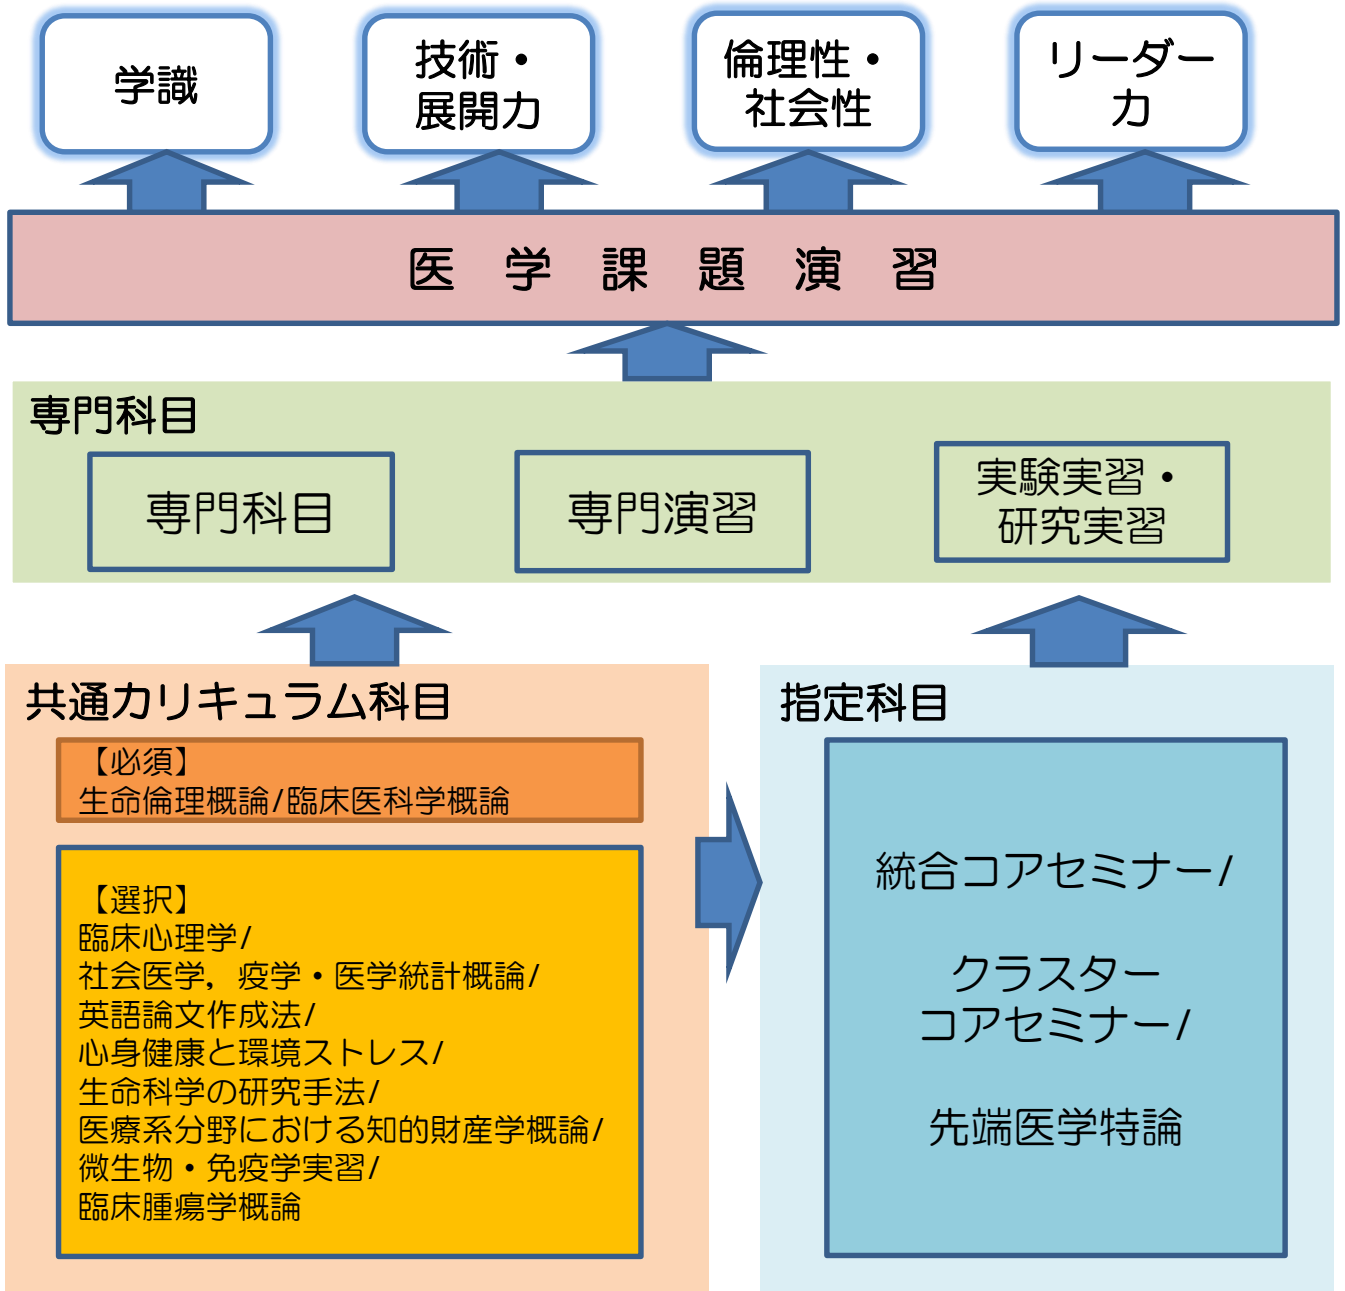 学識
技術・
展開力
倫理性・
社会性
リーダー
力
医学課題演習
専門科目
専門科目
専門演習
実験実習・
研究実習
共通カリキュラム科目
【必須】
生命倫理概論/臨床医科学概論
【選択】
臨床心理学/
社会医学，疫学・医学統計概論/
英語論文作成法/
心身健康と環境ストレス/
生命科学の研究手法/
医療系分野における知的財産学概論/
微生物・免疫学実習/
臨床腫瘍学概論
指定科目
統合コアセミナー/
クラスター
コアセミナー/
先端医学特論